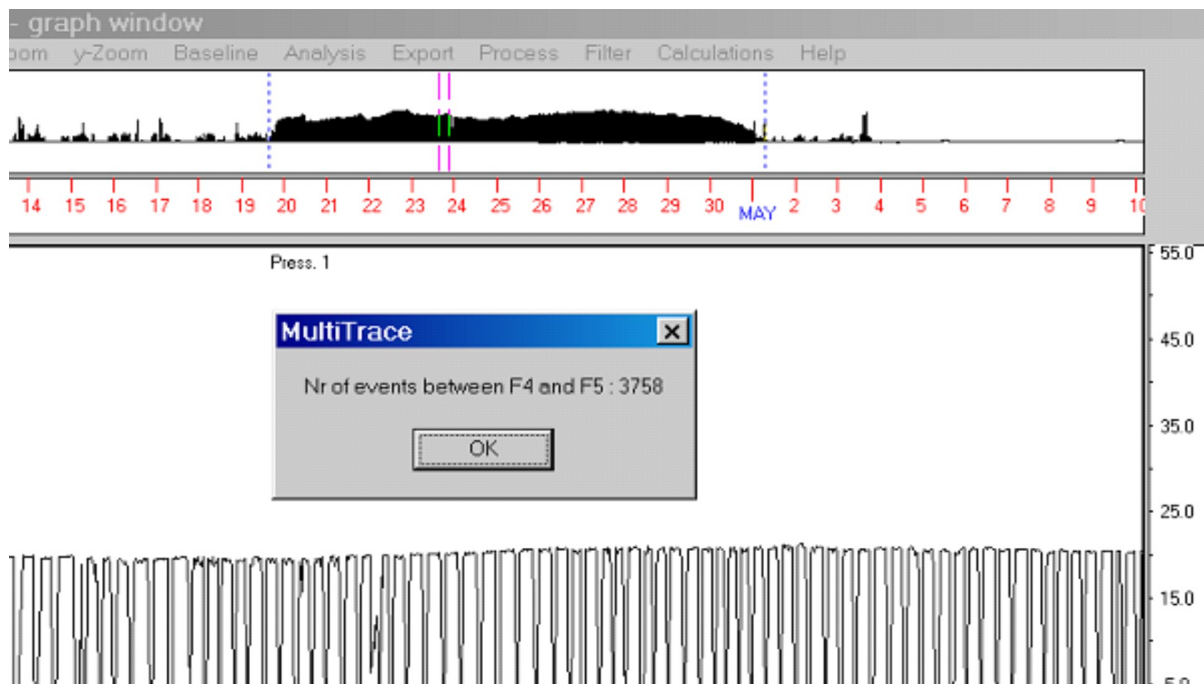 - graph window
oom y-Zoom Baseline Analysis Export Process Filter Calculations Help
14 15 16 17 18 19 20 21 22 23 24 25 26 27 28 29 30 MAY 2 3 4 5 6 7 8 9 10
Press. 1
55.0
MultiTrace
45.0
Nr of events between F4 and F5 : 3758
35.0
OK
25.0
15.0
5.0